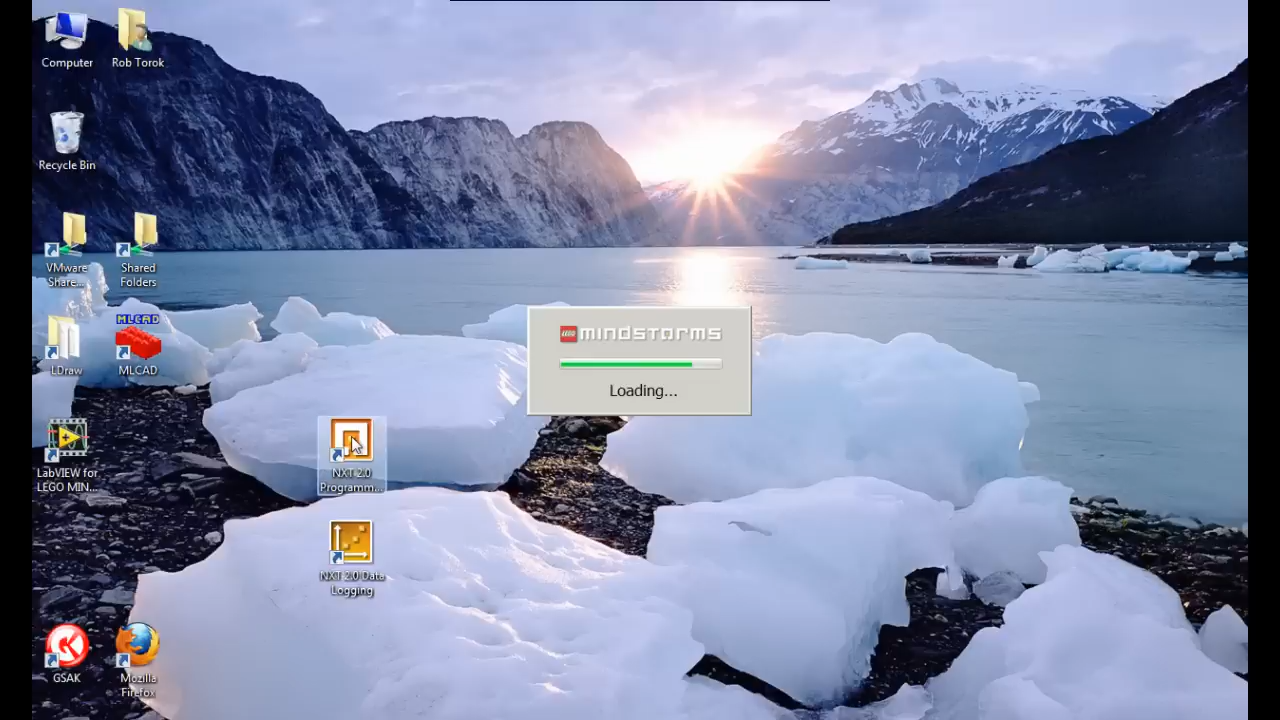 Computer
Rob Torok
Recycle Bin
VMware
Share...
Shared
Folders
MLCAD
LDraw
MLCAD
LabVIEW for
LEGO MIN...
NXT 2.0
Programm...
NXT 2.0 Data
Logging
GSAK
Mozilla
Firefox
LEGO mindstorms
Loading...